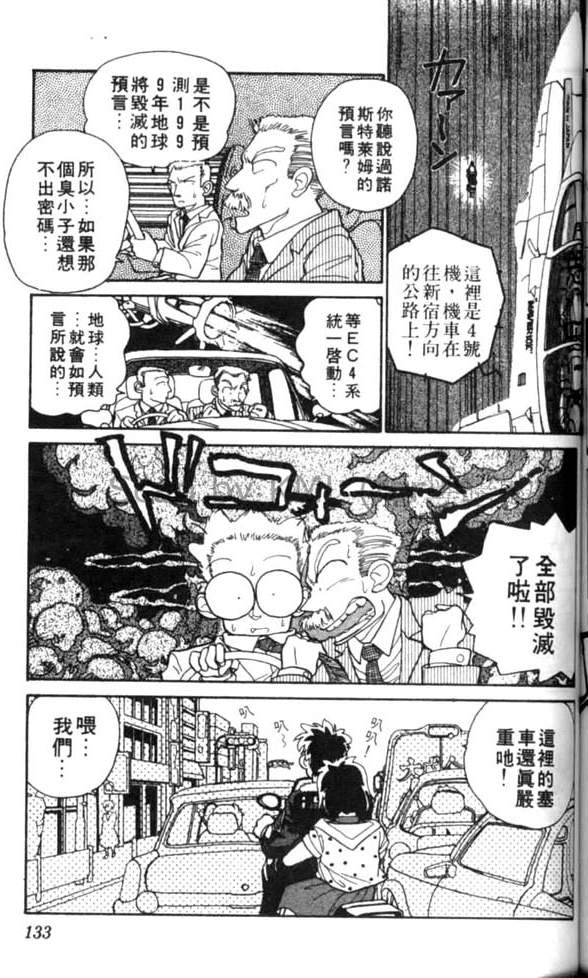 カァーン
這裡是4號
機，機車在
往新宿方向
的公路上！
你聽說過諾
斯特萊姆的
預言嗎？
是不是預
測199
9年地球
將毀滅的
預言…
所以…如果那
個臭小子還想
不出密碼…
等EC4系
統一啓動…
地球…人類
…就會如預
言所說的…
ドコォーン
全部毀滅
了啦!!
這裡的塞
車還真嚴
重吔！
叭
叭
叭
喂…
我們…
133